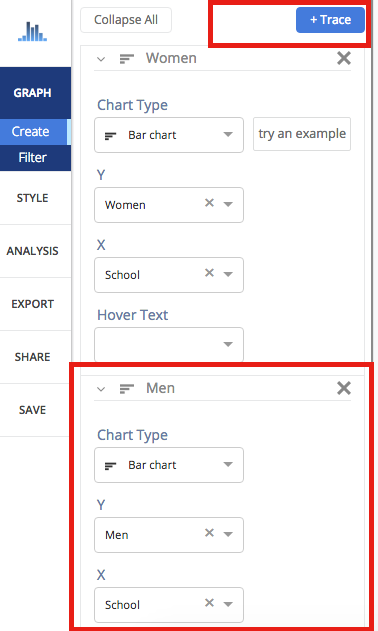 Collapse All
+ Trace
Women
GRAPH
Chart Type
Create
Bar chart
try an example
Filter
Y
STYLE
Women
X
ANALYSIS
School
EXPORT
Hover Text
SHARE
Men
SAVE
Chart Type
Bar chart
Y
Men
X
School